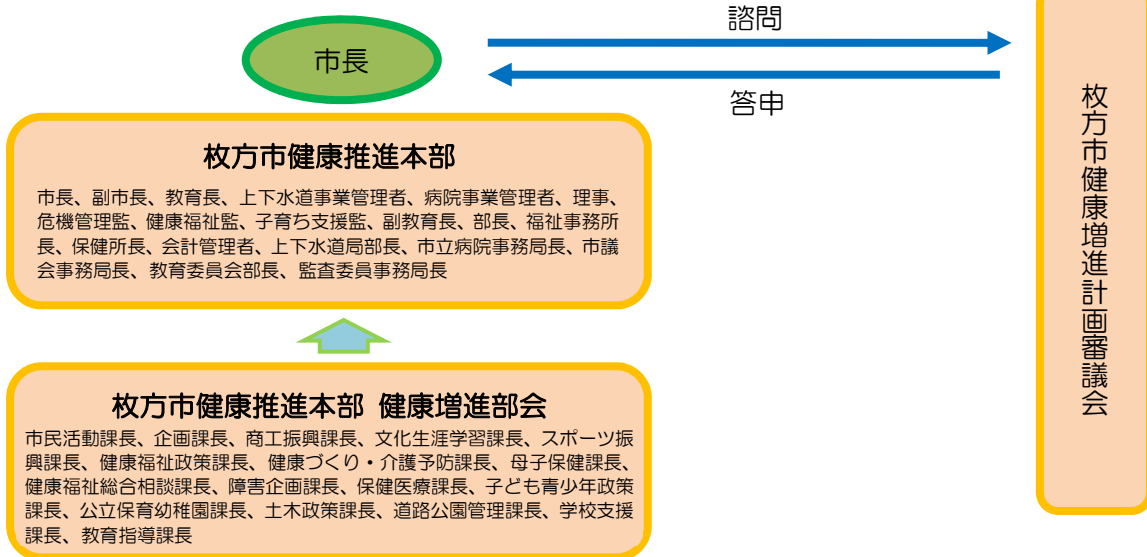 諮問
市長
答申
枚方市健康推進本部
市長、副市長、教育長、上下水道事業管理者、病院事業管理者、理事、
危機管理監、健康福祉監、子育ち支援監、副教育長、部長、福祉事務所
長、保健所長、会計管理者、上下水道局部長、市立病院事務局長、市議
会事務局長、教育委員会部長、監査委員事務局長
枚方市健康推進本部 健康増進部会
市民活動課長、企画課長、商工振興課長、文化生涯学習課長、スポーツ振
興課長、健康福祉政策課長、健康づくり・介護予防課長、母子保健課長、
健康福祉総合相談課長、障害企画課長、保健医療課長、子ども青少年政策
課長、公立保育幼稚園課長、土木政策課長、道路公園管理課長、学校支援
課長、教育指導課長
枚方市健康増進計画審議会